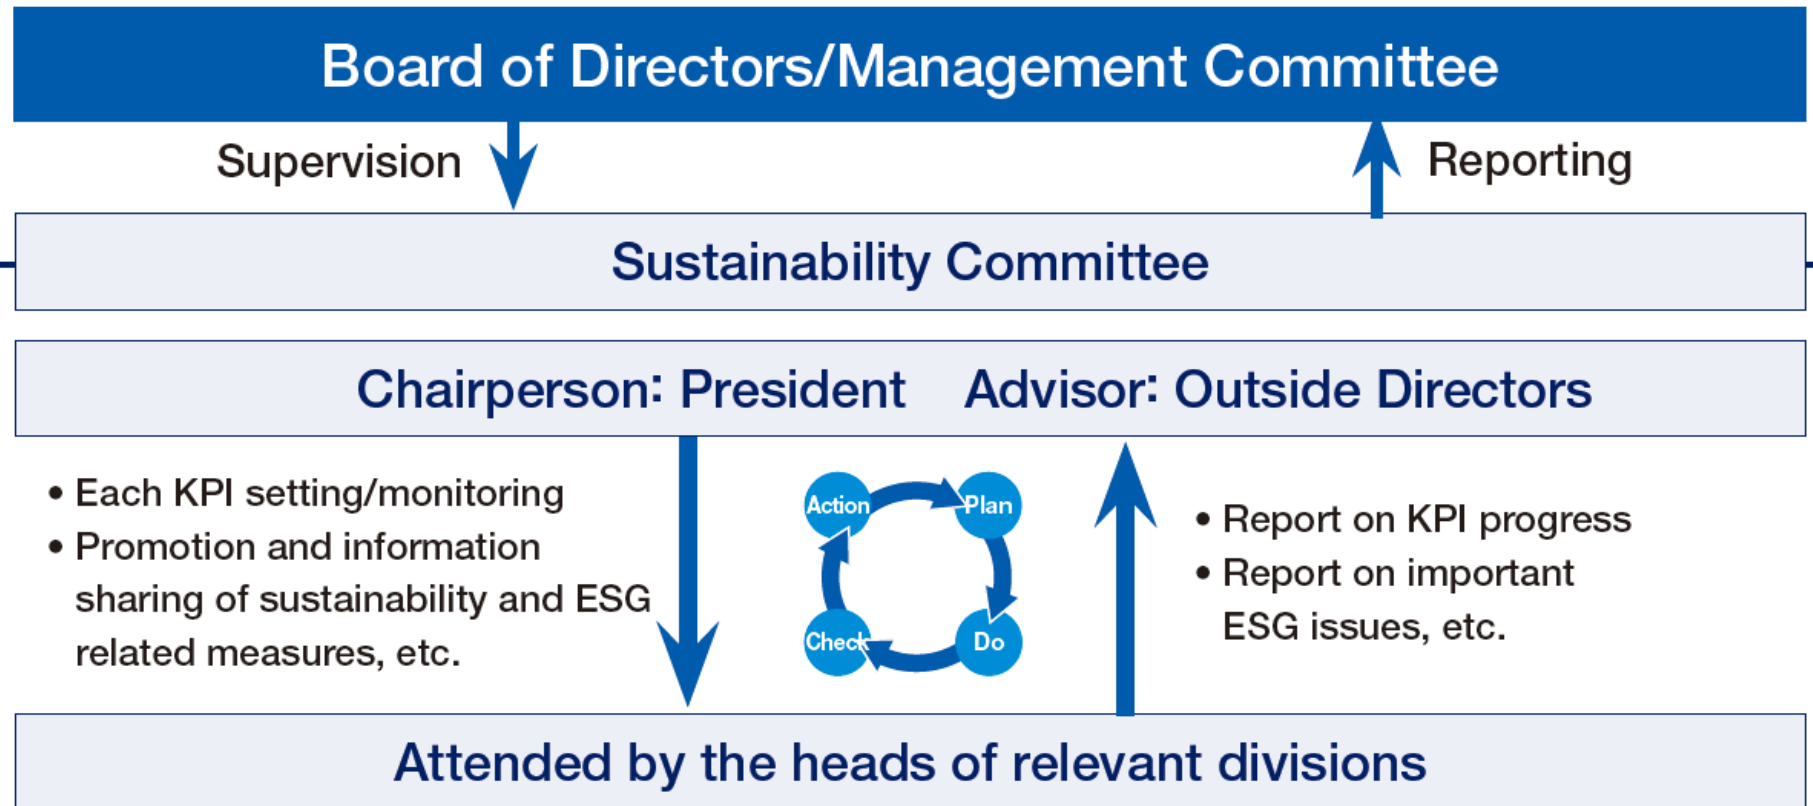 Board of Directors/Management Committee
Supervision
Reporting
Sustainability Committee
Chairperson: President Advisor: Outside Directors
• Each KPI setting/monitoring
• Promotion and information
sharing of sustainability and ESG
related measures, etc.
Action
Plan
Check
Do
• Report on KPI progress
• Report on important
ESG issues, etc.
Attended by the heads of relevant divisions